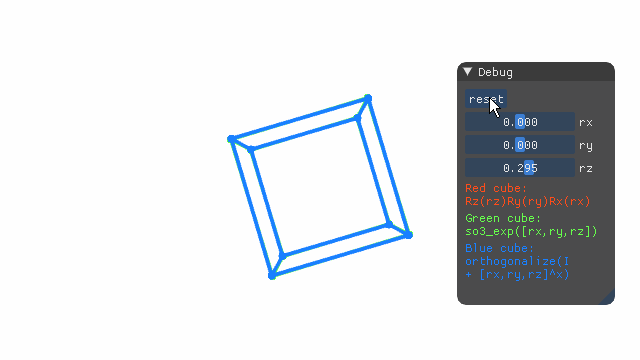 Debug
reset
0.000 rx
0.000 ry
0.295 rz
Red cube:
Rz(rz)Ry(ry)Rx(rx)
Green cube:
so3_exp([rx,ry,rz])
Blue cube:
orthogonalize(I
+ [rx,ry,rz]^x)